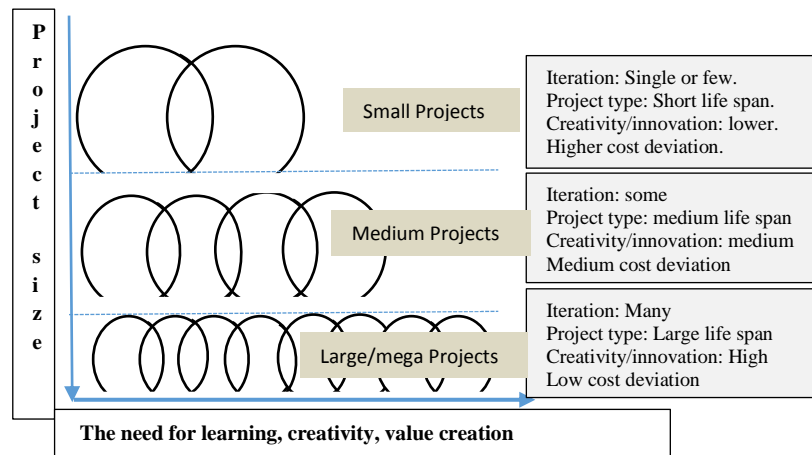 Project size
Small Projects
Iteration: Single or few.
Project type: Short life span.
Creativity/innovation: lower.
Higher cost deviation.
Medium Projects
Iteration: some
Project type: medium life span
Creativity/innovation: medium
Medium cost deviation
Large/mega Projects
Iteration: Many
Project type: Large life span
Creativity/innovation: High
Low cost deviation
The need for learning, creativity, value creation